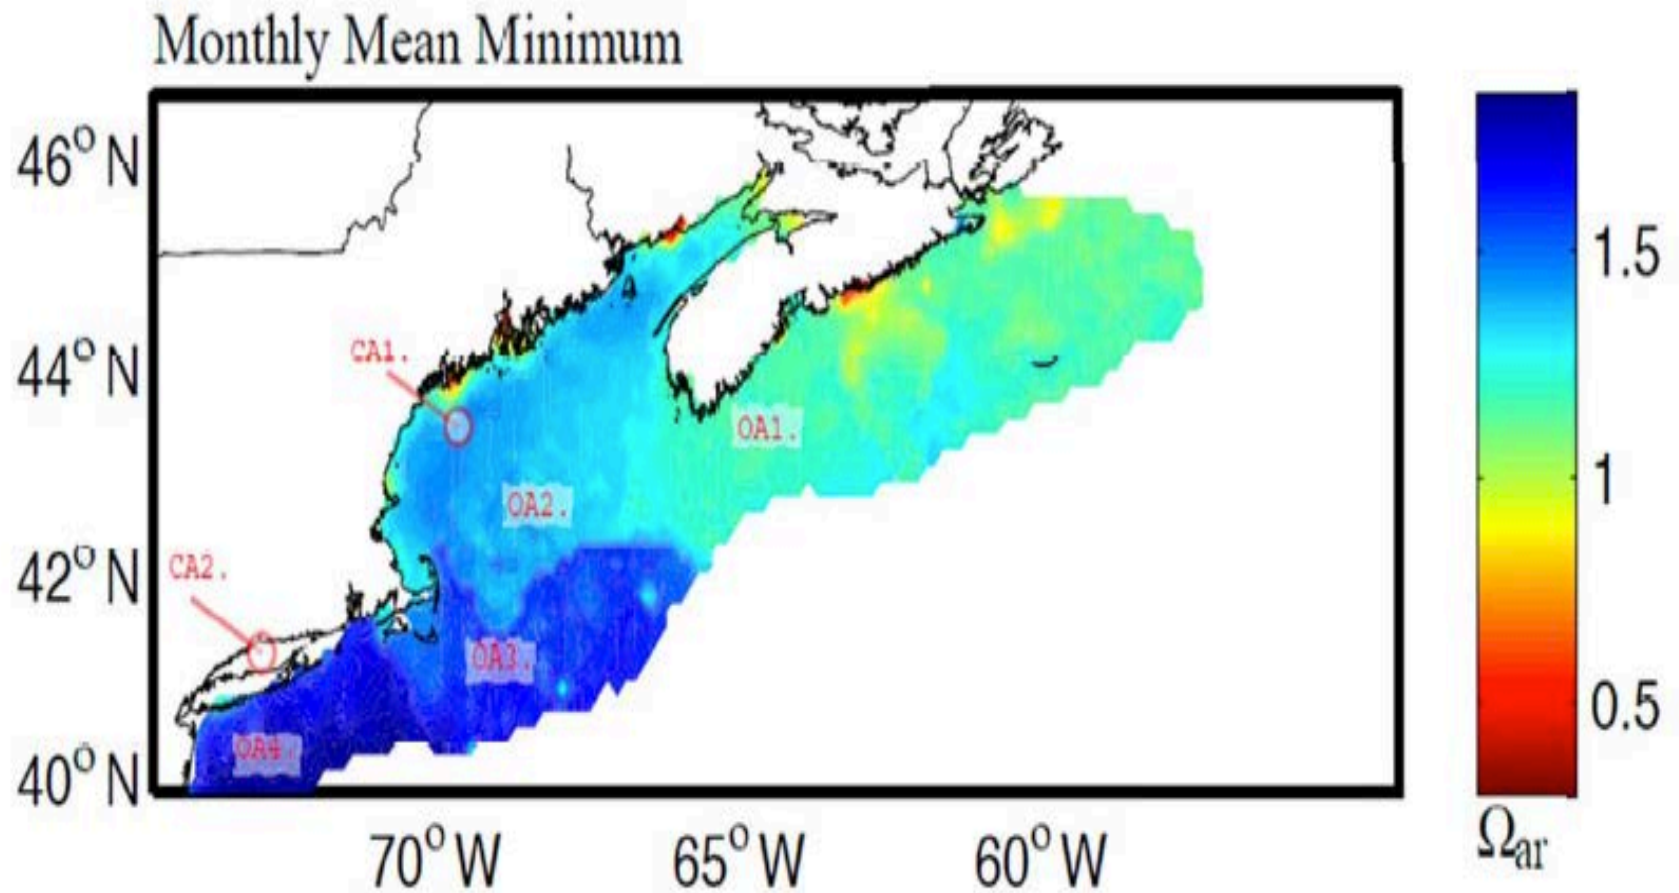 Monthly Mean Minimum
46° N
44° N
42° N
40° N
70° W
65° W
60° W
CA1.
CA2.
OA1.
OA2.
OA3.
OA4.
1.5
1
0.5
Ωar